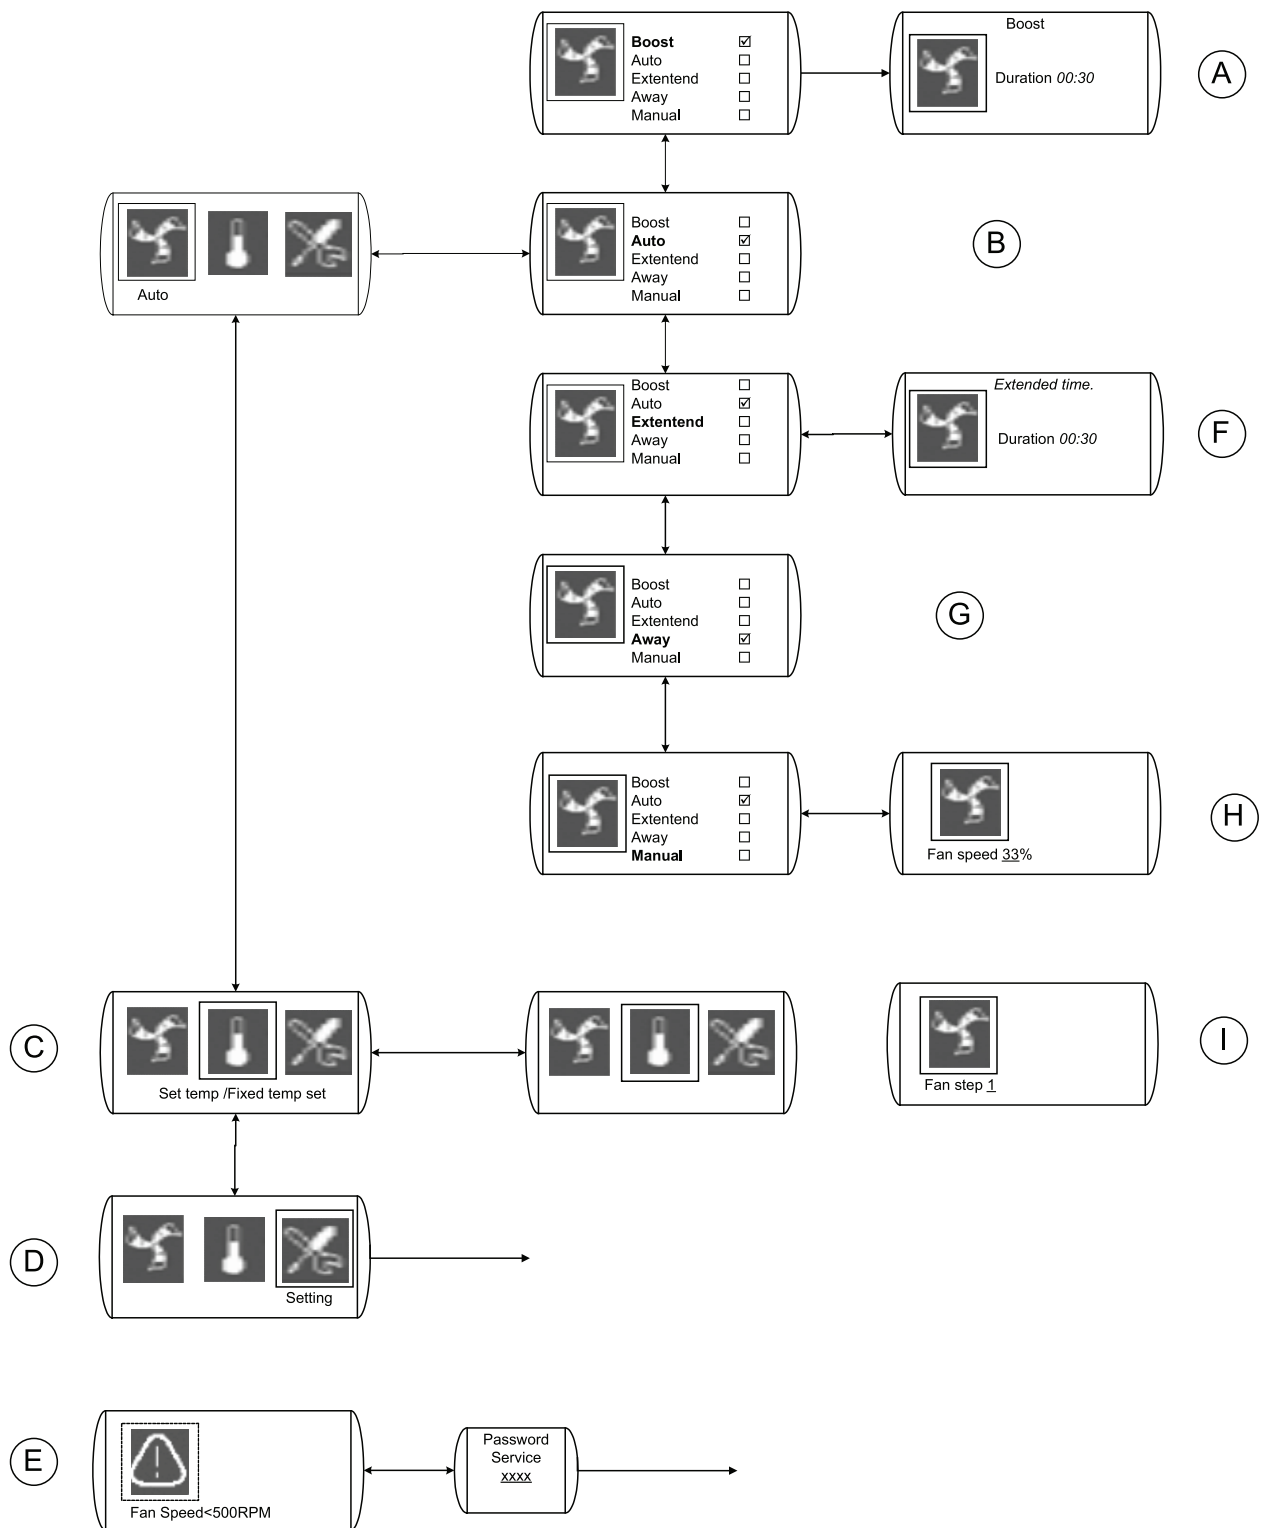 Boost
Auto
Extentend
Away
Manual
Boost
Duration 00:30
A
Auto
Boost
Auto
Extentend
Away
Manual
B
Boost
Auto
Extentend
Away
Manual
Extended time.
Duration 00:30
F
Boost
Auto
Extentend
Away
Manual
G
Boost
Auto
Extentend
Away
Manual
Fan speed 33%
H
C
Set temp /Fixed temp set
Fan step 1
I
D
Setting
E
Fan Speed<500RPM
Password
Service
xxxx